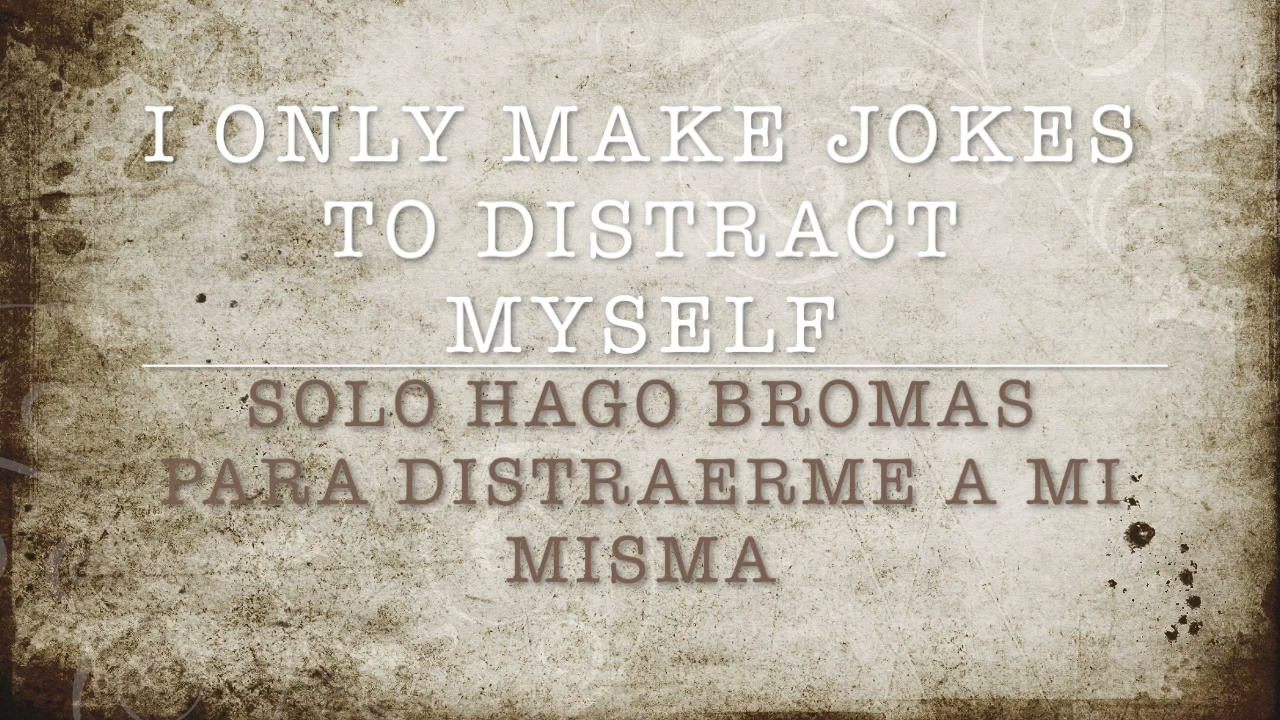 I ONLY MAKE JOKES
TO DISTRACT
MYSELF
SOLO HAGO BROMAS
PARA DISTRAERME A MI
MISMA